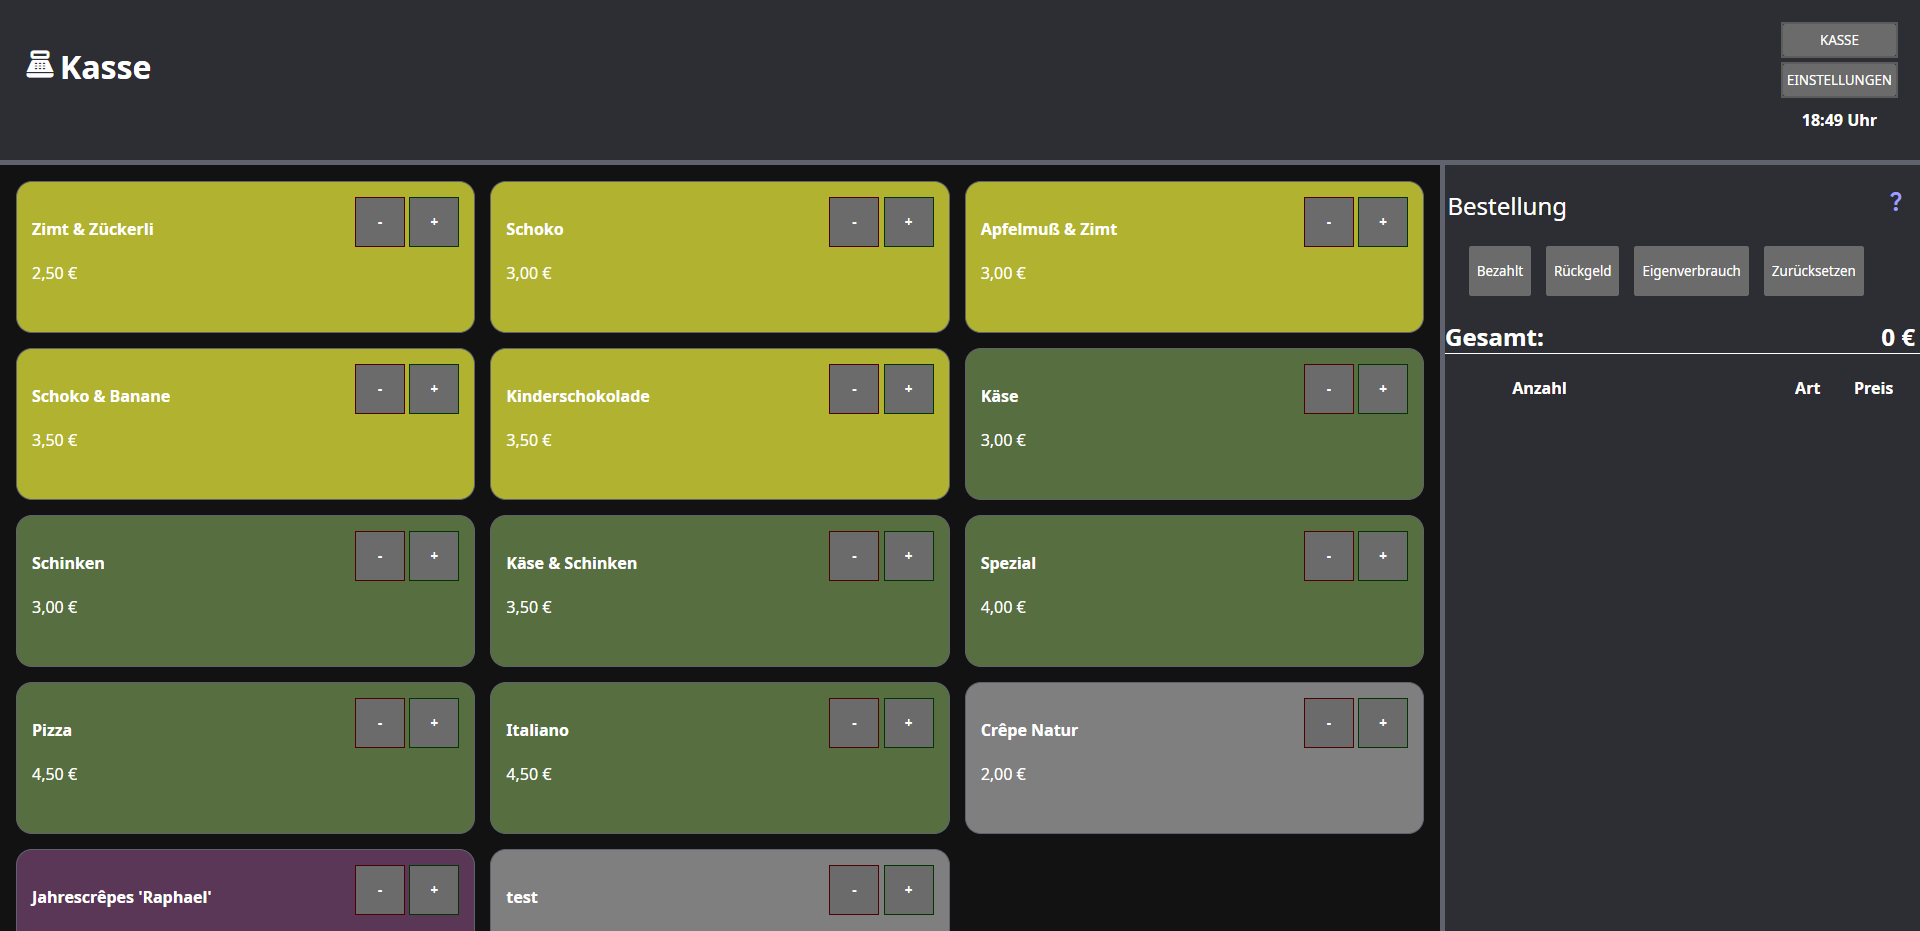 Kasse
KASSE
EINSTELLUNGEN
18:49 Uhr
Zimt & Zückerli
- +
2,50 €
Schoko
- +
3,00 €
Apfelmuß & Zimt
- +
3,00 €
Schoko & Banane
- +
3,50 €
Kinderschokolade
- +
3,50 €
Käse
- +
3,00 €
Schinken
- +
3,00 €
Käse & Schinken
- +
3,50 €
Spezial
- +
4,00 €
Pizza
- +
4,50 €
Italiano
- +
4,50 €
Crêpe Natur
- +
2,00 €
Jahrescrêpes 'Raphael'
- +
test
- +
Bestellung ?
Bezahlt Rückgeld Eigenverbrauch Zurücksetzen
Gesamt: 0 €
Anzahl Art Preis